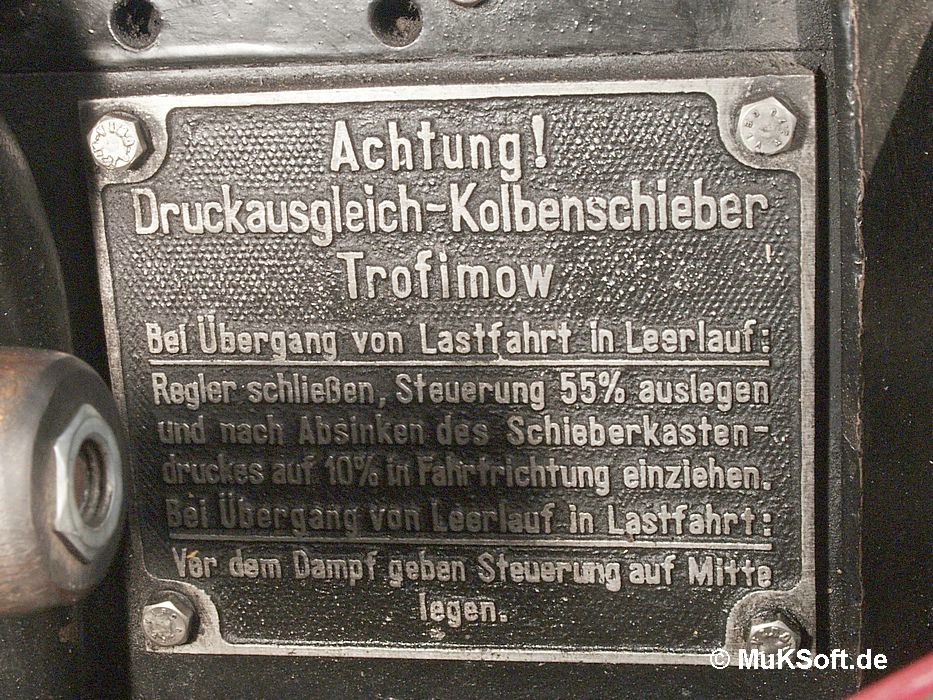 Achtung!
Druckausgleich-Kolbenschieber
Trofimow
Bei Übergang von Lastfahrt in Leerlauf:
Regler schließen, Steuerung 55% auslegen
und nach Absinken des Schieberkasten-
druckes auf 10% in Fahrtrichtung einziehen.
Bei Übergang von Leerlauf in Lastfahrt:
Vor dem Dampf geben Steuerung auf Mitte
legen.
© MuKSoft.de